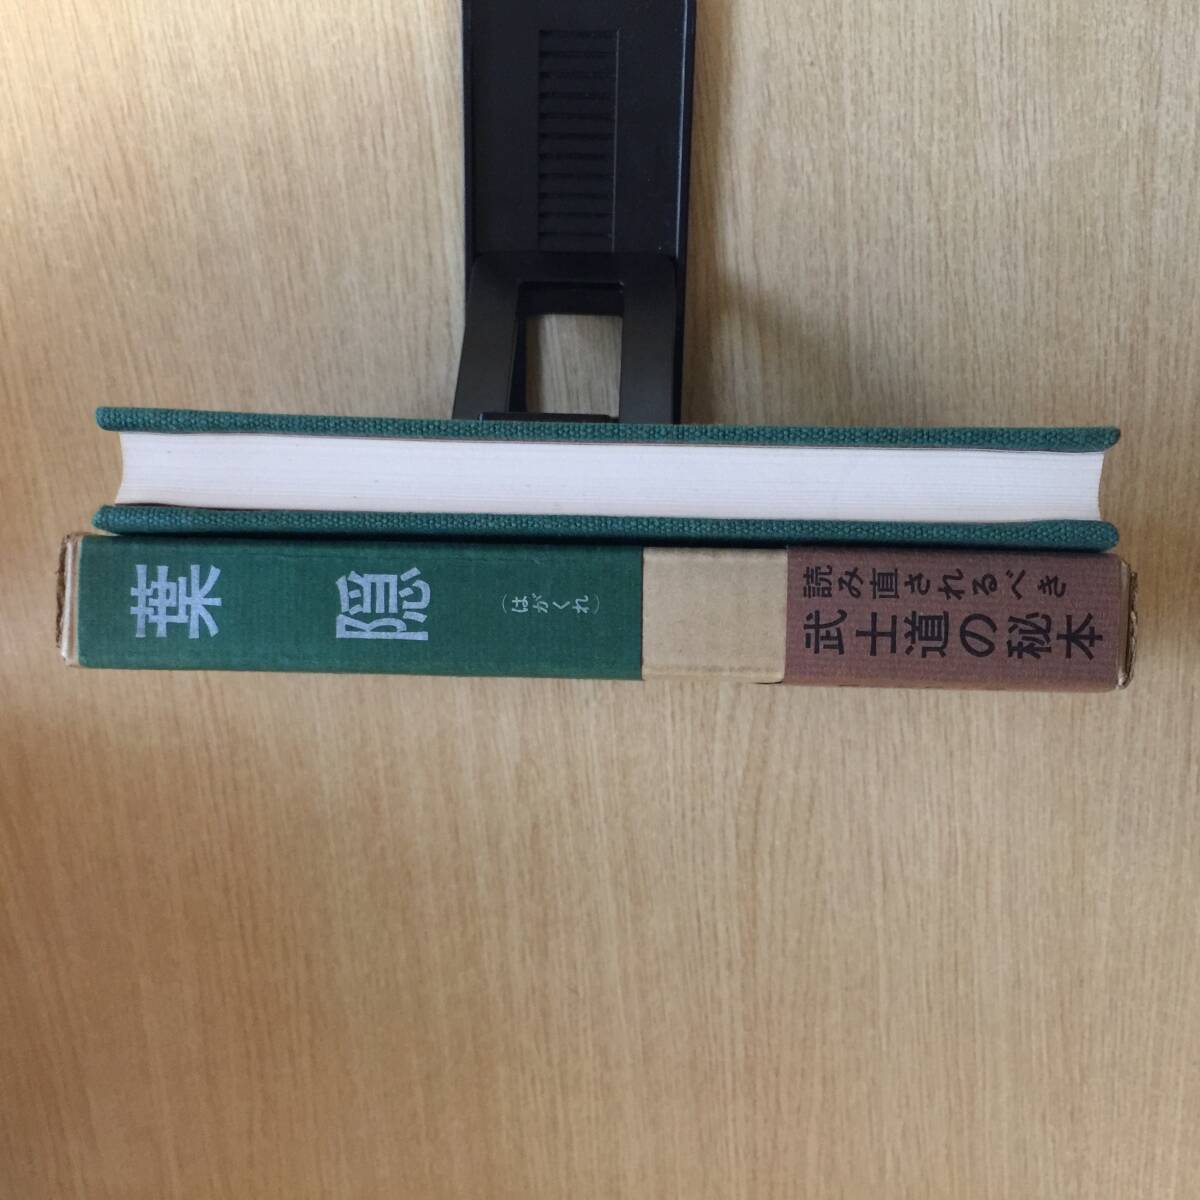 葉隠
(はがくれ)
読み直されるべき
武士道の秘本